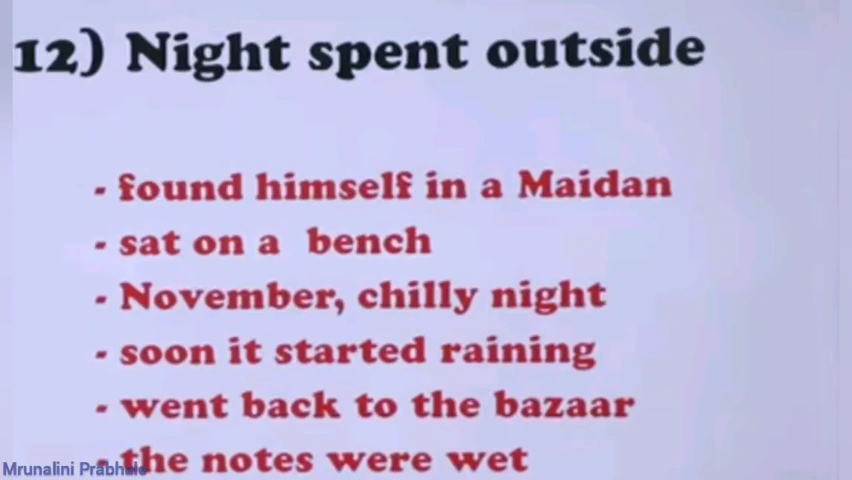 12) Night spent outside
- found himself in a Maidan
- sat on a bench
- November, chilly night
- soon it started raining
- went back to the bazaar
- the notes were wet
Mrunalini Prabhale